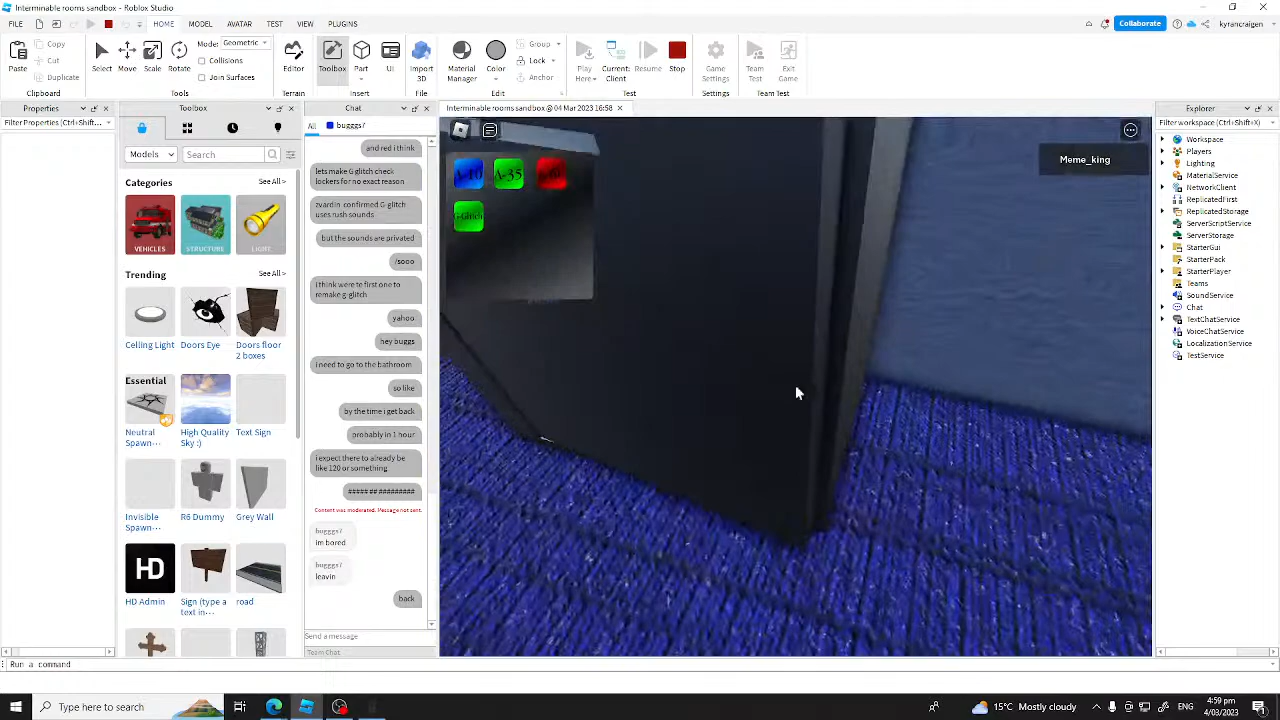 Interminable rooms sandbox - Roblox Studio
FILE HOME MODEL AVATAR TEST VIEW PLUGINS
Collaborate kyrancraigen
Paste Copy Cut Duplicate Clipboard
Select Move Scale Rotate Tools
Mode: Geometric
Collisions
Join Surfaces
Editor Terrain
Toolbox Part UI Insert
Import 3D File
Material Manager Color Group Lock Anchor Edit
Play Here Current: Client Resume Stop Test
Game Settings Settings
Team Test Exit Game Team Test
Properties Toolbox Chat Interminable rooms sandbox @ 04 Mar 2023 16:58 Explorer
Filter Properties (Ctrl+Shift...
Models Search
Categories See All >
VEHICLES STRUCTURE LIGHT
Trending See All >
Ceiling Light Doors Eye Doors floor 2 boxes
Essential See All >
Neutral Spawn... High Quality Sky :) Text Sign
Invisible Spawn... R6 Dummy Grey Wall
HD
HD Admin Sign (type a text in... road
All buggs?
and red i think
lets make G glitch check
lockers for no exact reason
zvardin confirmed G-glitch
uses rush sounds
but the sounds are privated
/sooo
i think were te first one to
remake g-glitch
yahoo
hey buggs
i need to go to the bathroom
so like
by the time i get back
probably in 1 hour
i expect there to already be
like 120 or something
##### ## #########
Content was moderated. Message not sent.
im bored
leavin
back
Send a message
Team Chat
A-10 A-35
G-Glitch
Meme_king
Filter workspace (Ctrl+Shift+X)
Workspace
Players
Lighting
MaterialService
NetworkClient
ReplicatedFirst
ReplicatedStorage
ServerScriptService
ServerStorage
StarterGui
StarterPack
StarterPlayer
Teams
SoundService
Chat
TextChatService
VoiceChatService
LocalizationService
TestService
Run a command
Type here to search
15°C Mostly cloudy ENG 4:59 pm
4/03/2023